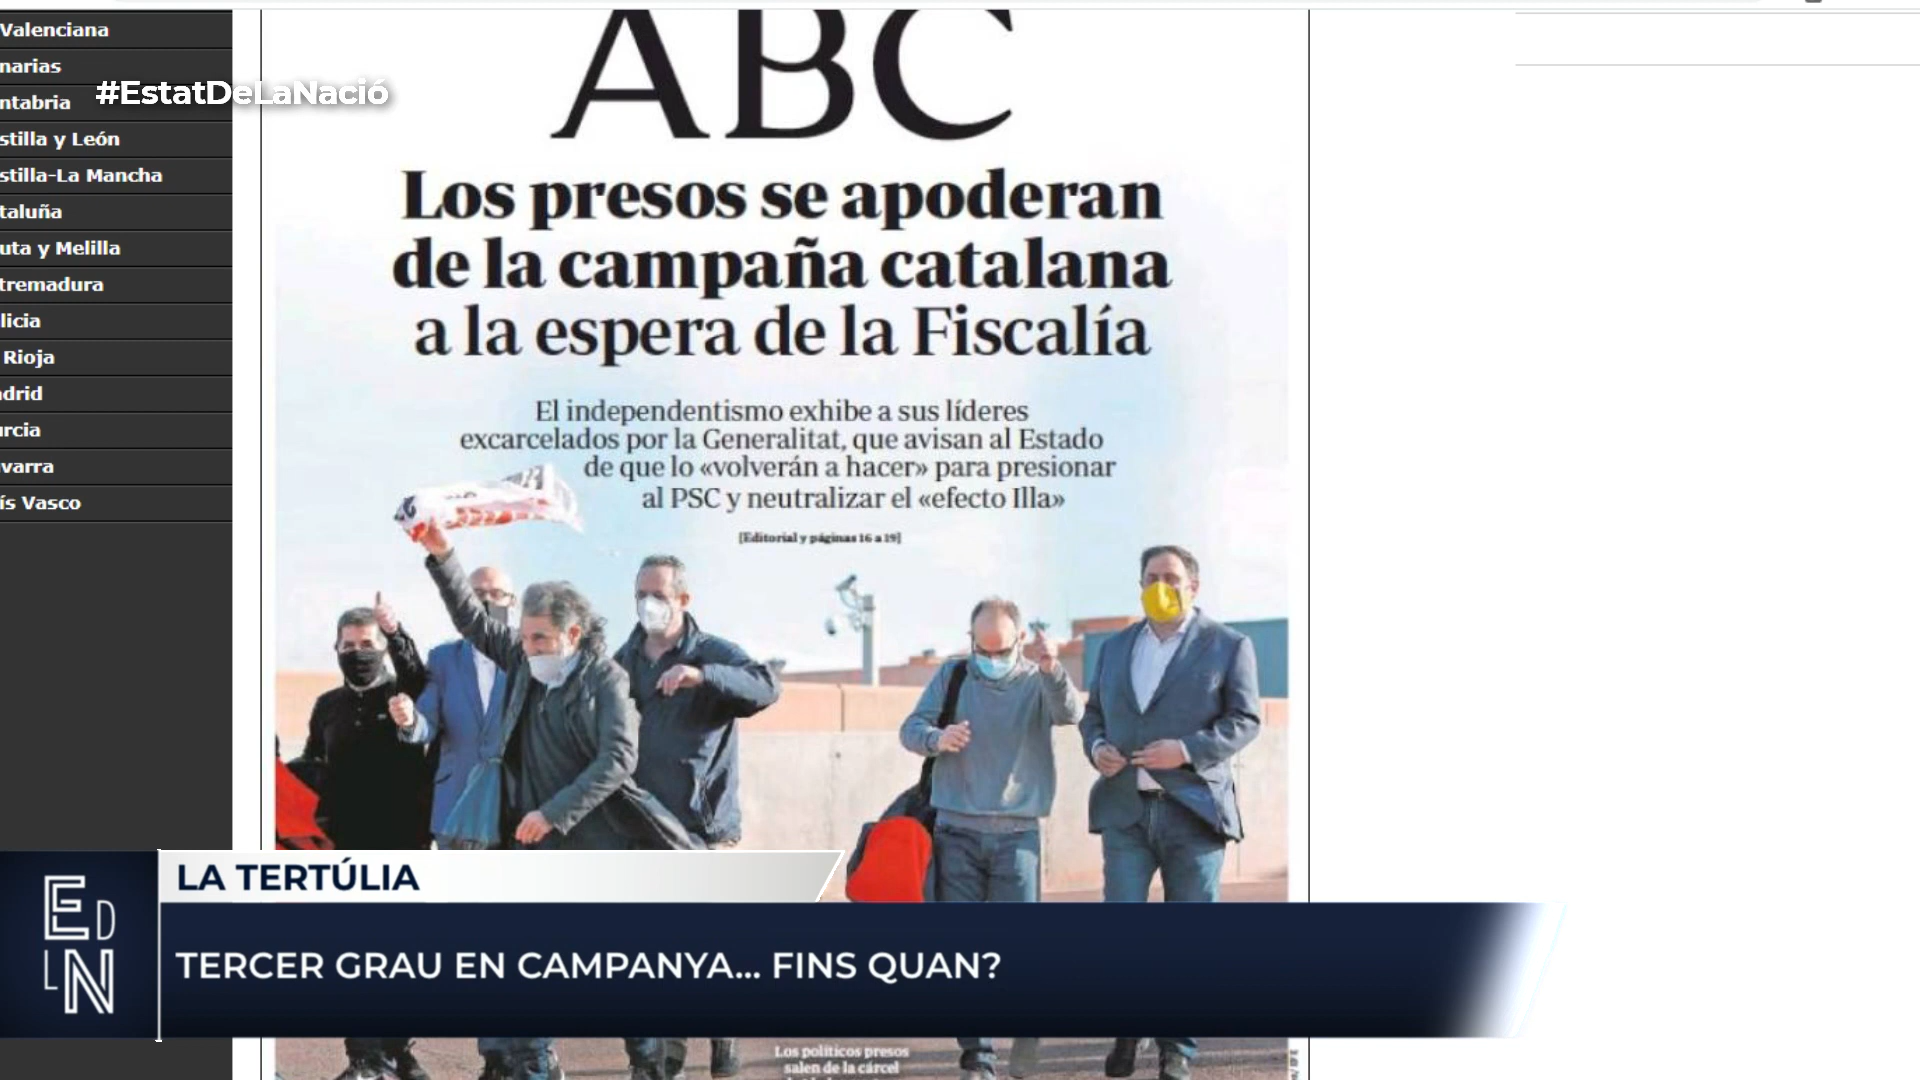 Valenciana
narias
ntabria
#EstatDeLaNació
stilla y León
stilla-La Mancha
taluña
uta y Melilla
tremadura
licia
Rioja
adrid
urcia
avarra
ís Vasco
ABC
Los presos se apoderan
de la campaña catalana
a la espera de la Fiscalía
El independentismo exhibe a sus líderes
excarcelados por la Generalitat, que avisan al Estado
de que lo «volverán a hacer» para presionar
al PSC y neutralizar el «efecto Illa»
[Editorial y páginas 16 a 19]
LA TERTÚLIA
EDLN
TERCER GRAU EN CAMPANYA... FINS QUAN?
Los políticos presos
salen de la cárcel